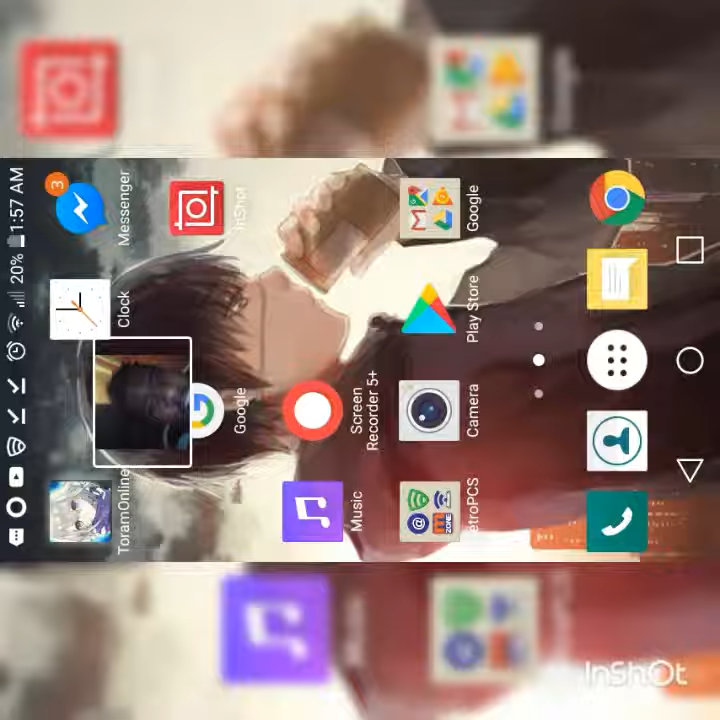 20% 1:57 AM
3
Messenger
Clock
ToramOnline
InShot
Google
Screen
Recorder 5+
Music
Google
Play Store
Camera
etroPCS
@
ZONE
InShOt